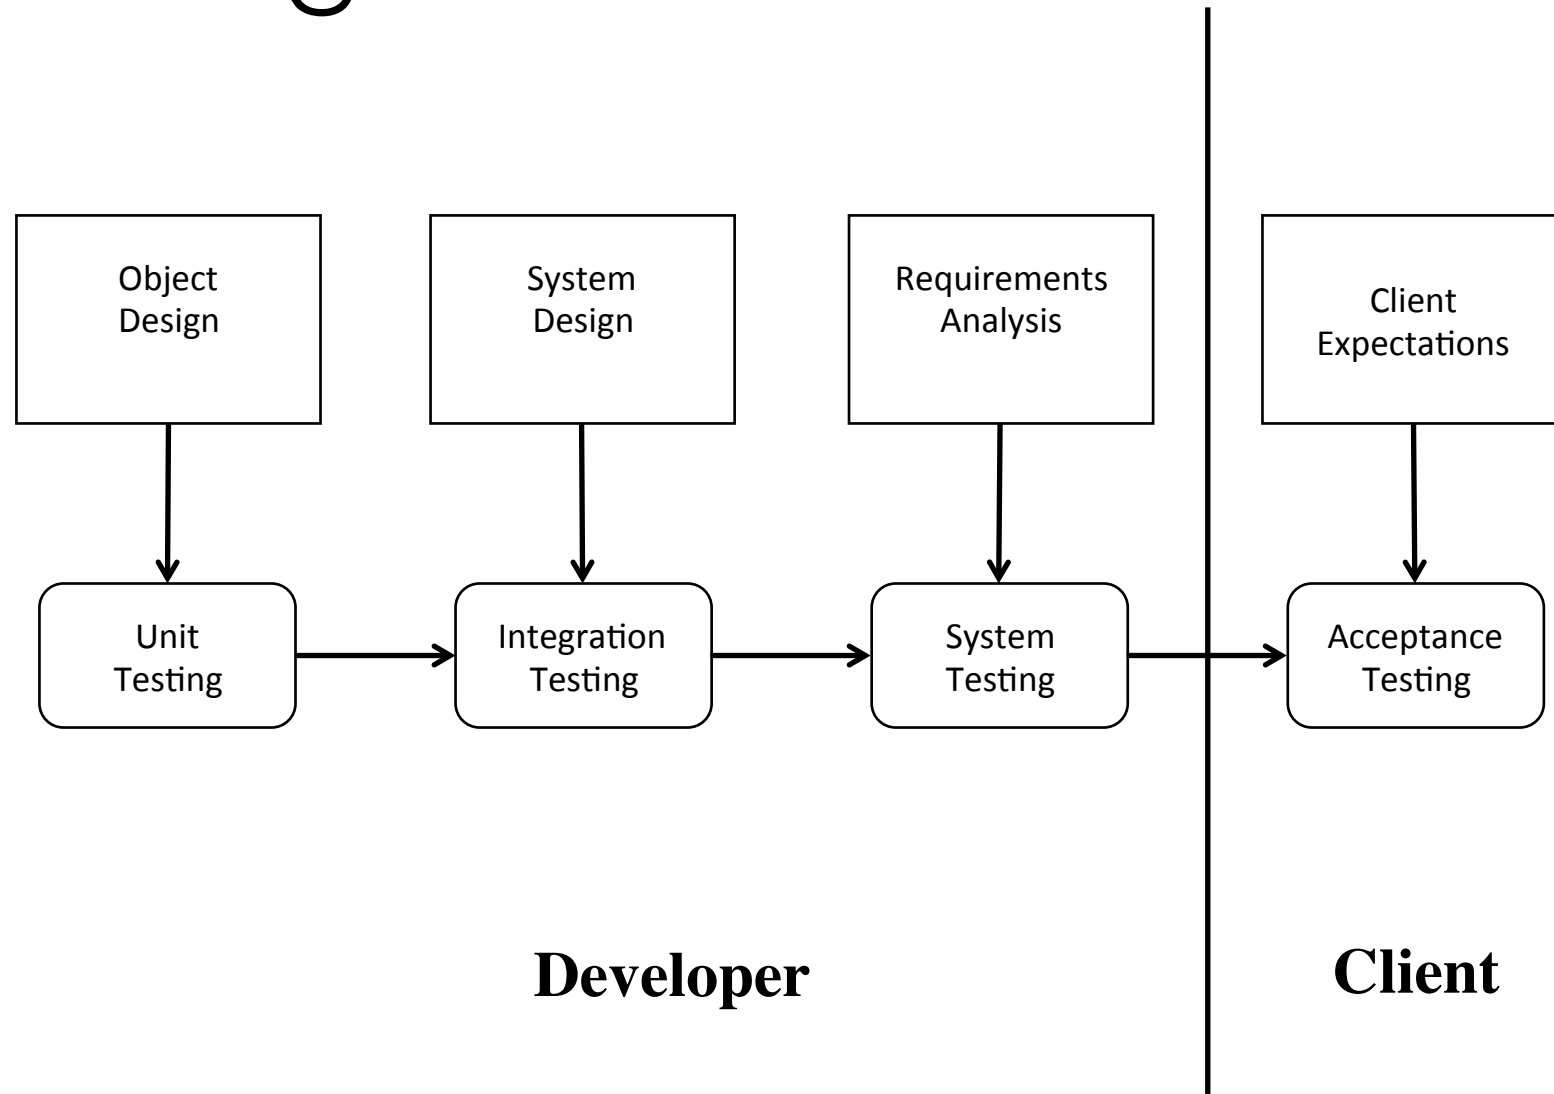 Object
Design
System
Design
Requirements
Analysis
Client
Expectations
Unit
Testing
Integration
Testing
System
Testing
Acceptance
Testing
Developer
Client